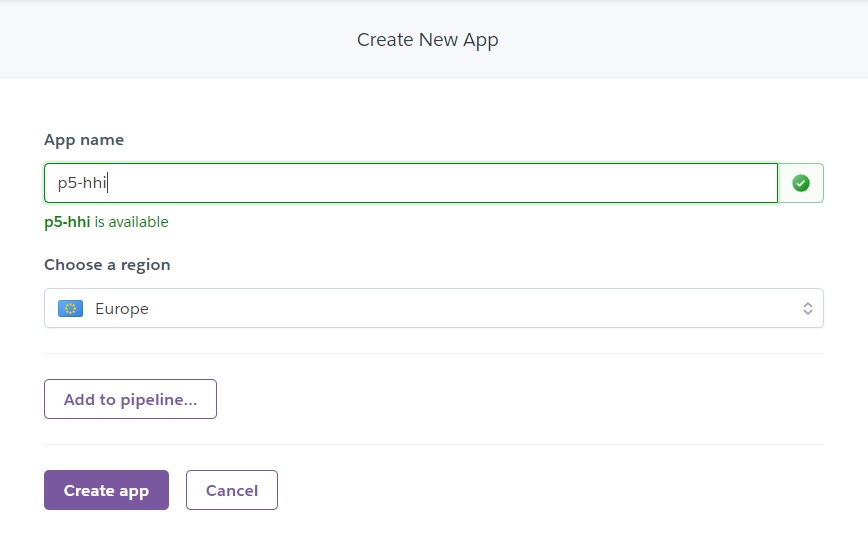 Create New App
App name
p5-hhi
p5-hhi is available
Choose a region
Europe
Add to pipeline...
Create app
Cancel